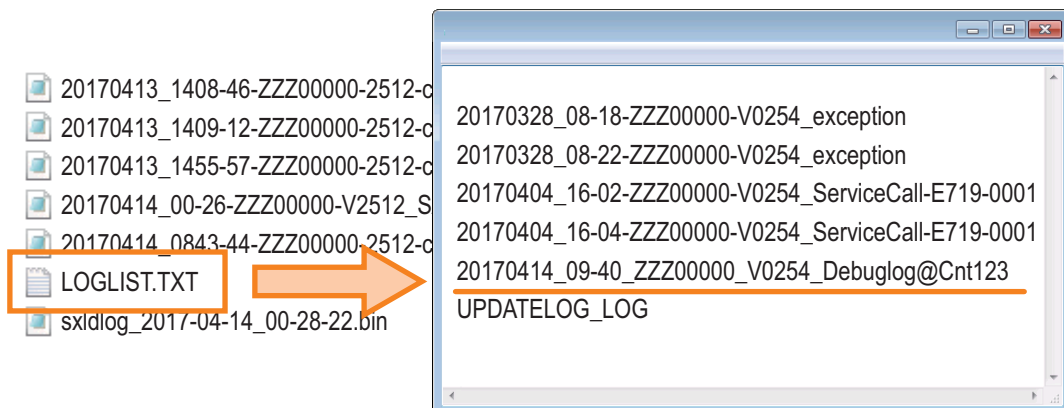 20170413_1408-46-ZZZ00000-2512-c
20170413_1409-12-ZZZ00000-2512-c
20170413_1455-57-ZZZ00000-2512-c
20170414_00-26-ZZZ00000-V2512_S
20170414_0843-44-ZZZ00000-2512-c
LOGLIST.TXT
sxldlog_2017-04-14_00-28-22.bin
20170328_08-18-ZZZ00000-V0254_exception
20170328_08-22-ZZZ00000-V0254_exception
20170404_16-02-ZZZ00000-V0254_ServiceCall-E719-0001
20170404_16-04-ZZZ00000-V0254_ServiceCall-E719-0001
20170414_09-40_ZZZ00000_V0254_Debuglog@Cnt123
UPDATELOG_LOG